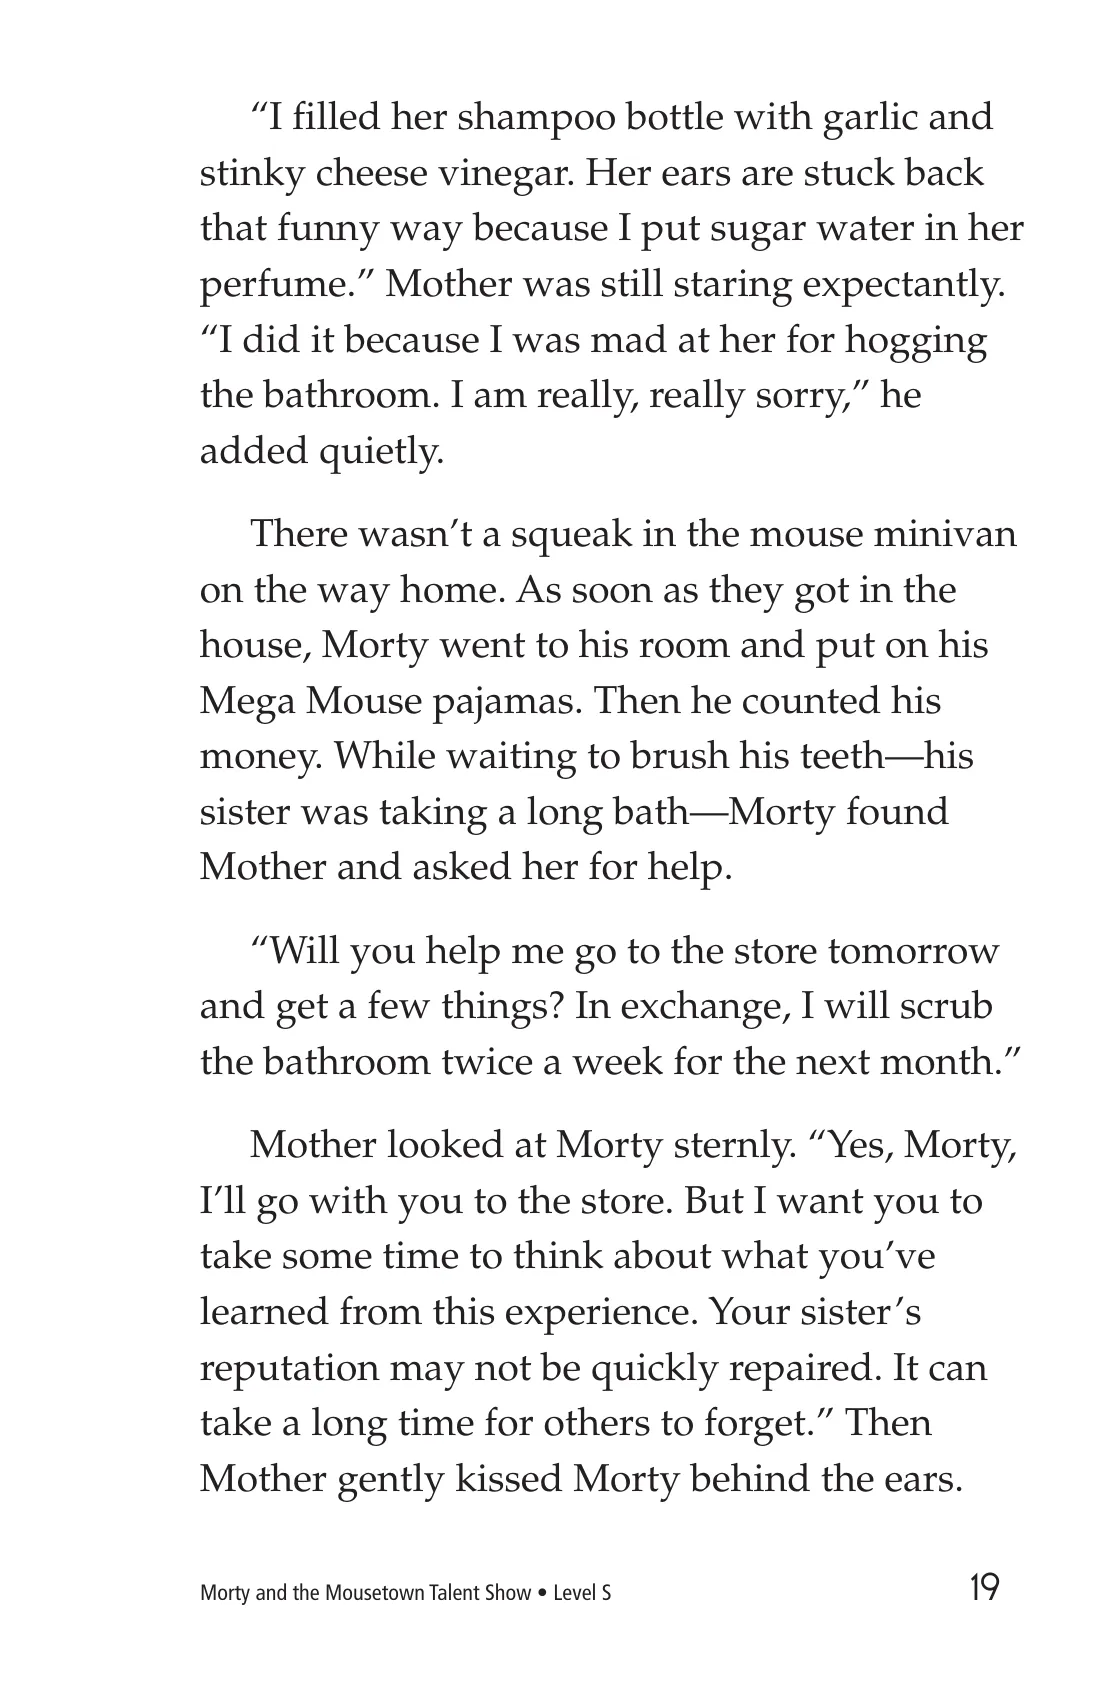 “I filled her shampoo bottle with garlic and
stinky cheese vinegar. Her ears are stuck back
that funny way because I put sugar water in her
perfume.” Mother was still staring expectantly.
“I did it because I was mad at her for hogging
the bathroom. I am really, really sorry,” he
added quietly.
There wasn’t a squeak in the mouse minivan
on the way home. As soon as they got in the
house, Morty went to his room and put on his
Mega Mouse pajamas. Then he counted his
money. While waiting to brush his teeth—his
sister was taking a long bath—Morty found
Mother and asked her for help.
“Will you help me go to the store tomorrow
and get a few things? In exchange, I will scrub
the bathroom twice a week for the next month.”
Mother looked at Morty sternly. “Yes, Morty,
I’ll go with you to the store. But I want you to
take some time to think about what you’ve
learned from this experience. Your sister’s
reputation may not be quickly repaired. It can
take a long time for others to forget.” Then
Mother gently kissed Morty behind the ears.
Morty and the Mousetown Talent Show • Level S 19